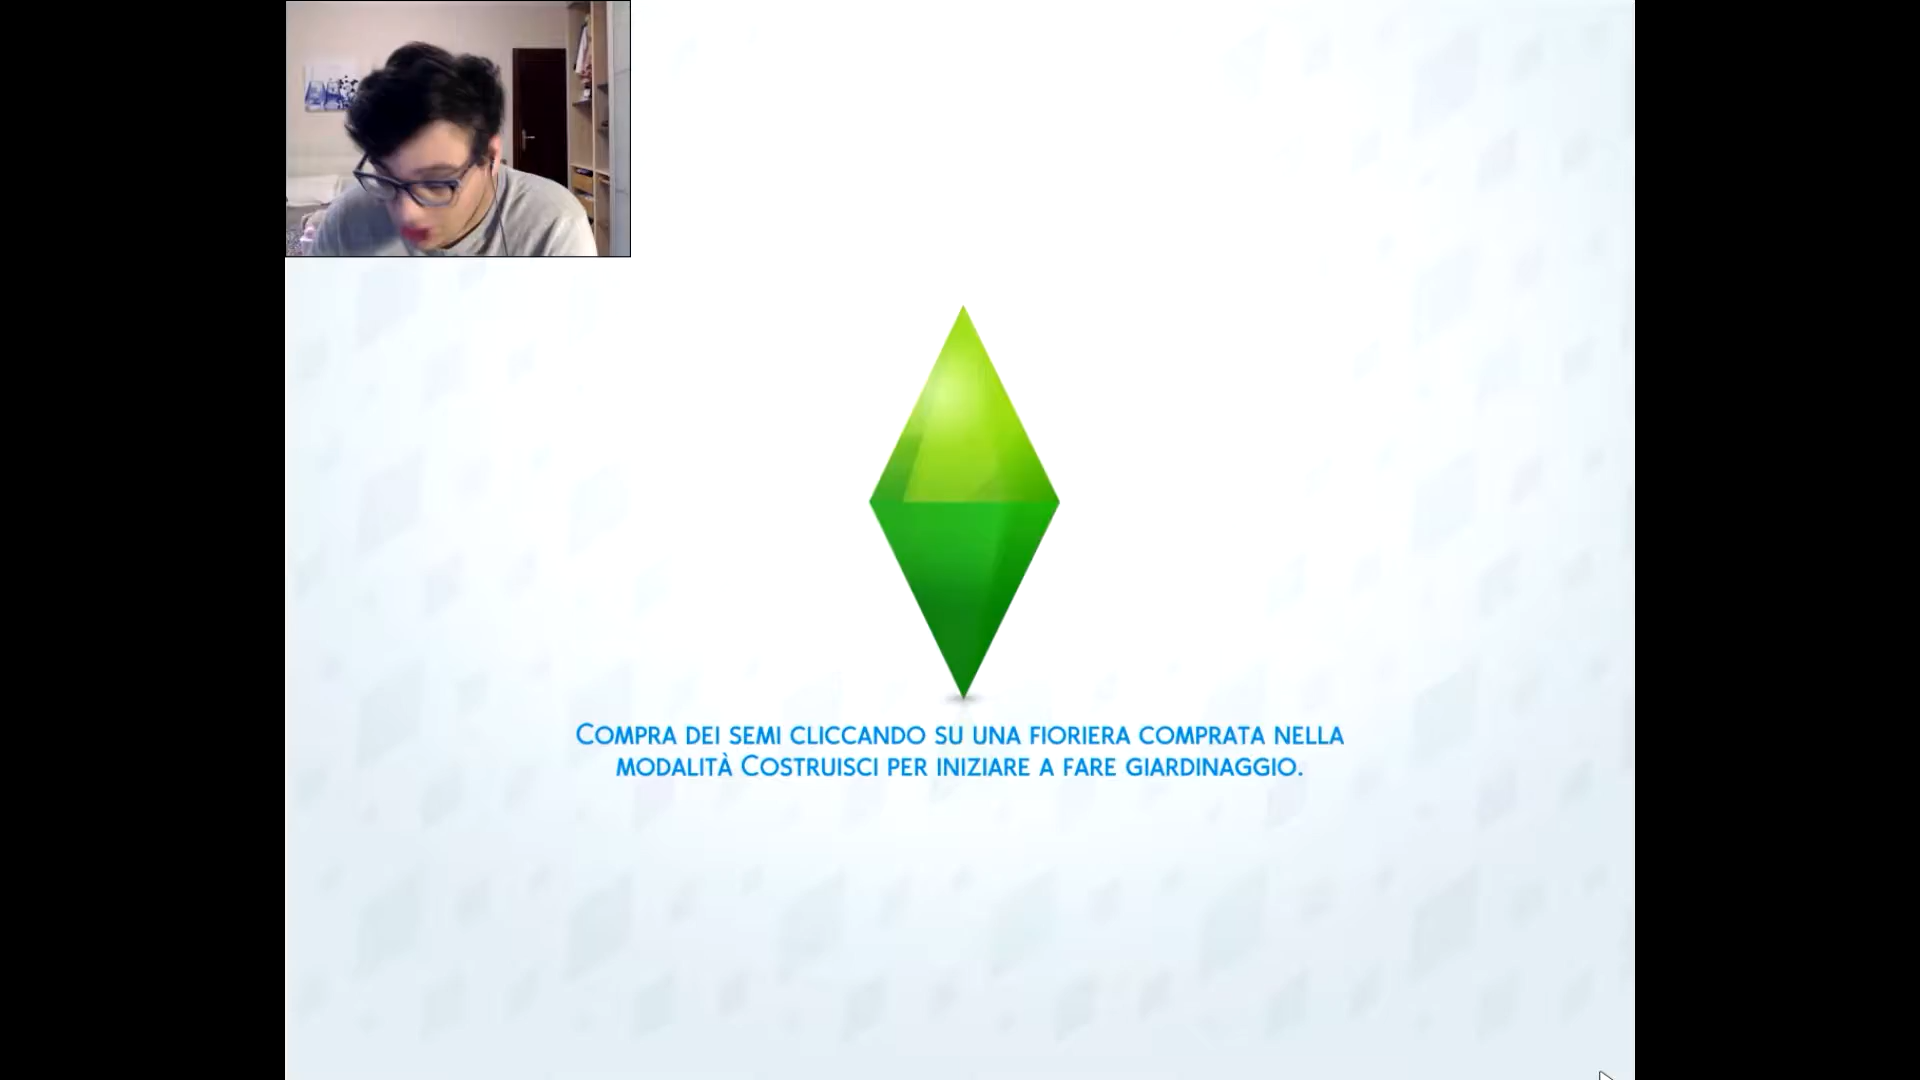 Compra dei semi cliccando su una fioriera comprata nella
modalità Costruisci per iniziare a fare giardinaggio.